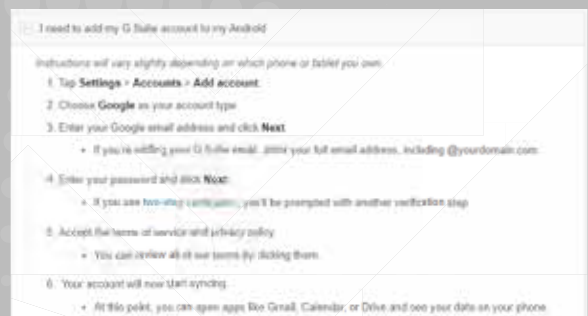 I need to add my G Suite account to my Android
Instructions will vary slightly depending on which phone or tablet you own.
1. Tap Settings > Accounts > Add account.
2. Choose Google as your account type
3. Enter your Google email address and click Next.
• If you're adding your G Suite email, enter your full email address, including @yourdomain.com.
4. Enter your password and click Next.
• If you use two-step verification, you'll be prompted with another verification step
5. Accept the terms of service and privacy policy.
• You can review all of our terms by clicking them.
6. Your account will now start syncing.
• At this point, you can open apps like Gmail, Calendar, or Drive and see your data on your phone.